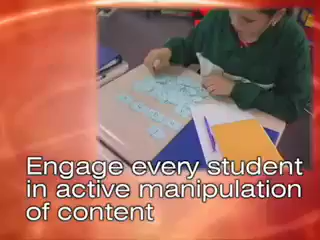 Engage every student
in active manipulation
of content